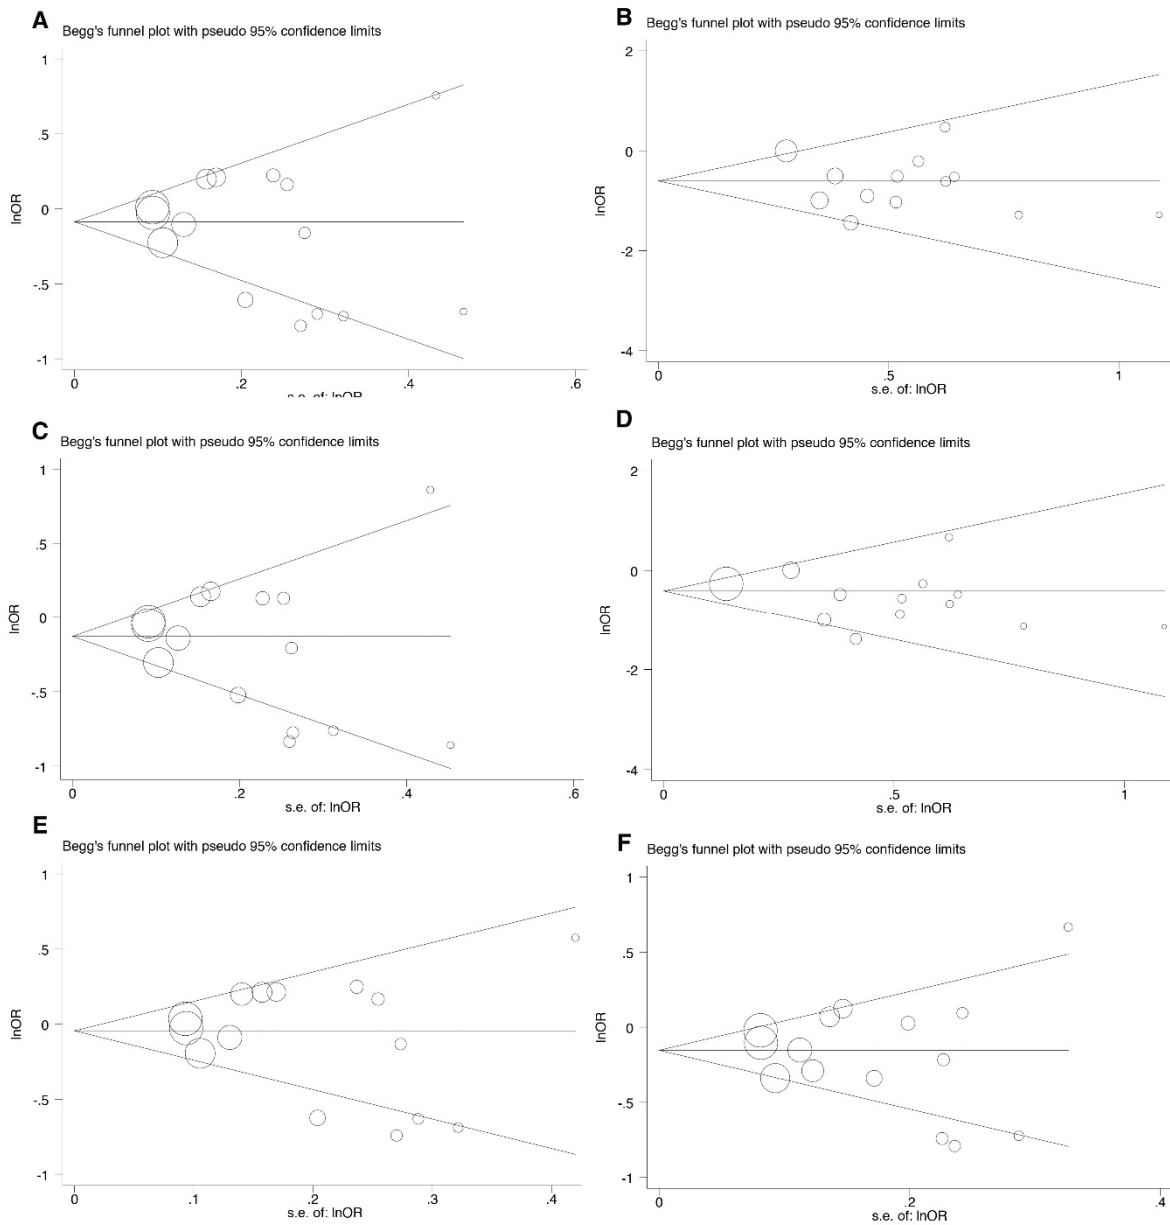 A
Begg's funnel plot with pseudo 95% confidence limits
1
.5
0
-.5
-1
lnOR
0 .2 .4 .6
s.e. of: lnOR
B
Begg's funnel plot with pseudo 95% confidence limits
2
0
-2
-4
lnOR
0 .5 1
s.e. of: lnOR
C
Begg's funnel plot with pseudo 95% confidence limits
1
.5
0
-.5
-1
lnOR
0 .2 .4 .6
s.e. of: lnOR
D
Begg's funnel plot with pseudo 95% confidence limits
2
0
-2
-4
lnOR
0 .5 1
s.e. of: lnOR
E
Begg's funnel plot with pseudo 95% confidence limits
1
.5
0
-.5
-1
lnOR
0 .1 .2 .3 .4
s.e. of: lnOR
F
Begg's funnel plot with pseudo 95% confidence limits
1
.5
0
-.5
-1
lnOR
0 .2 .4
s.e. of: lnOR